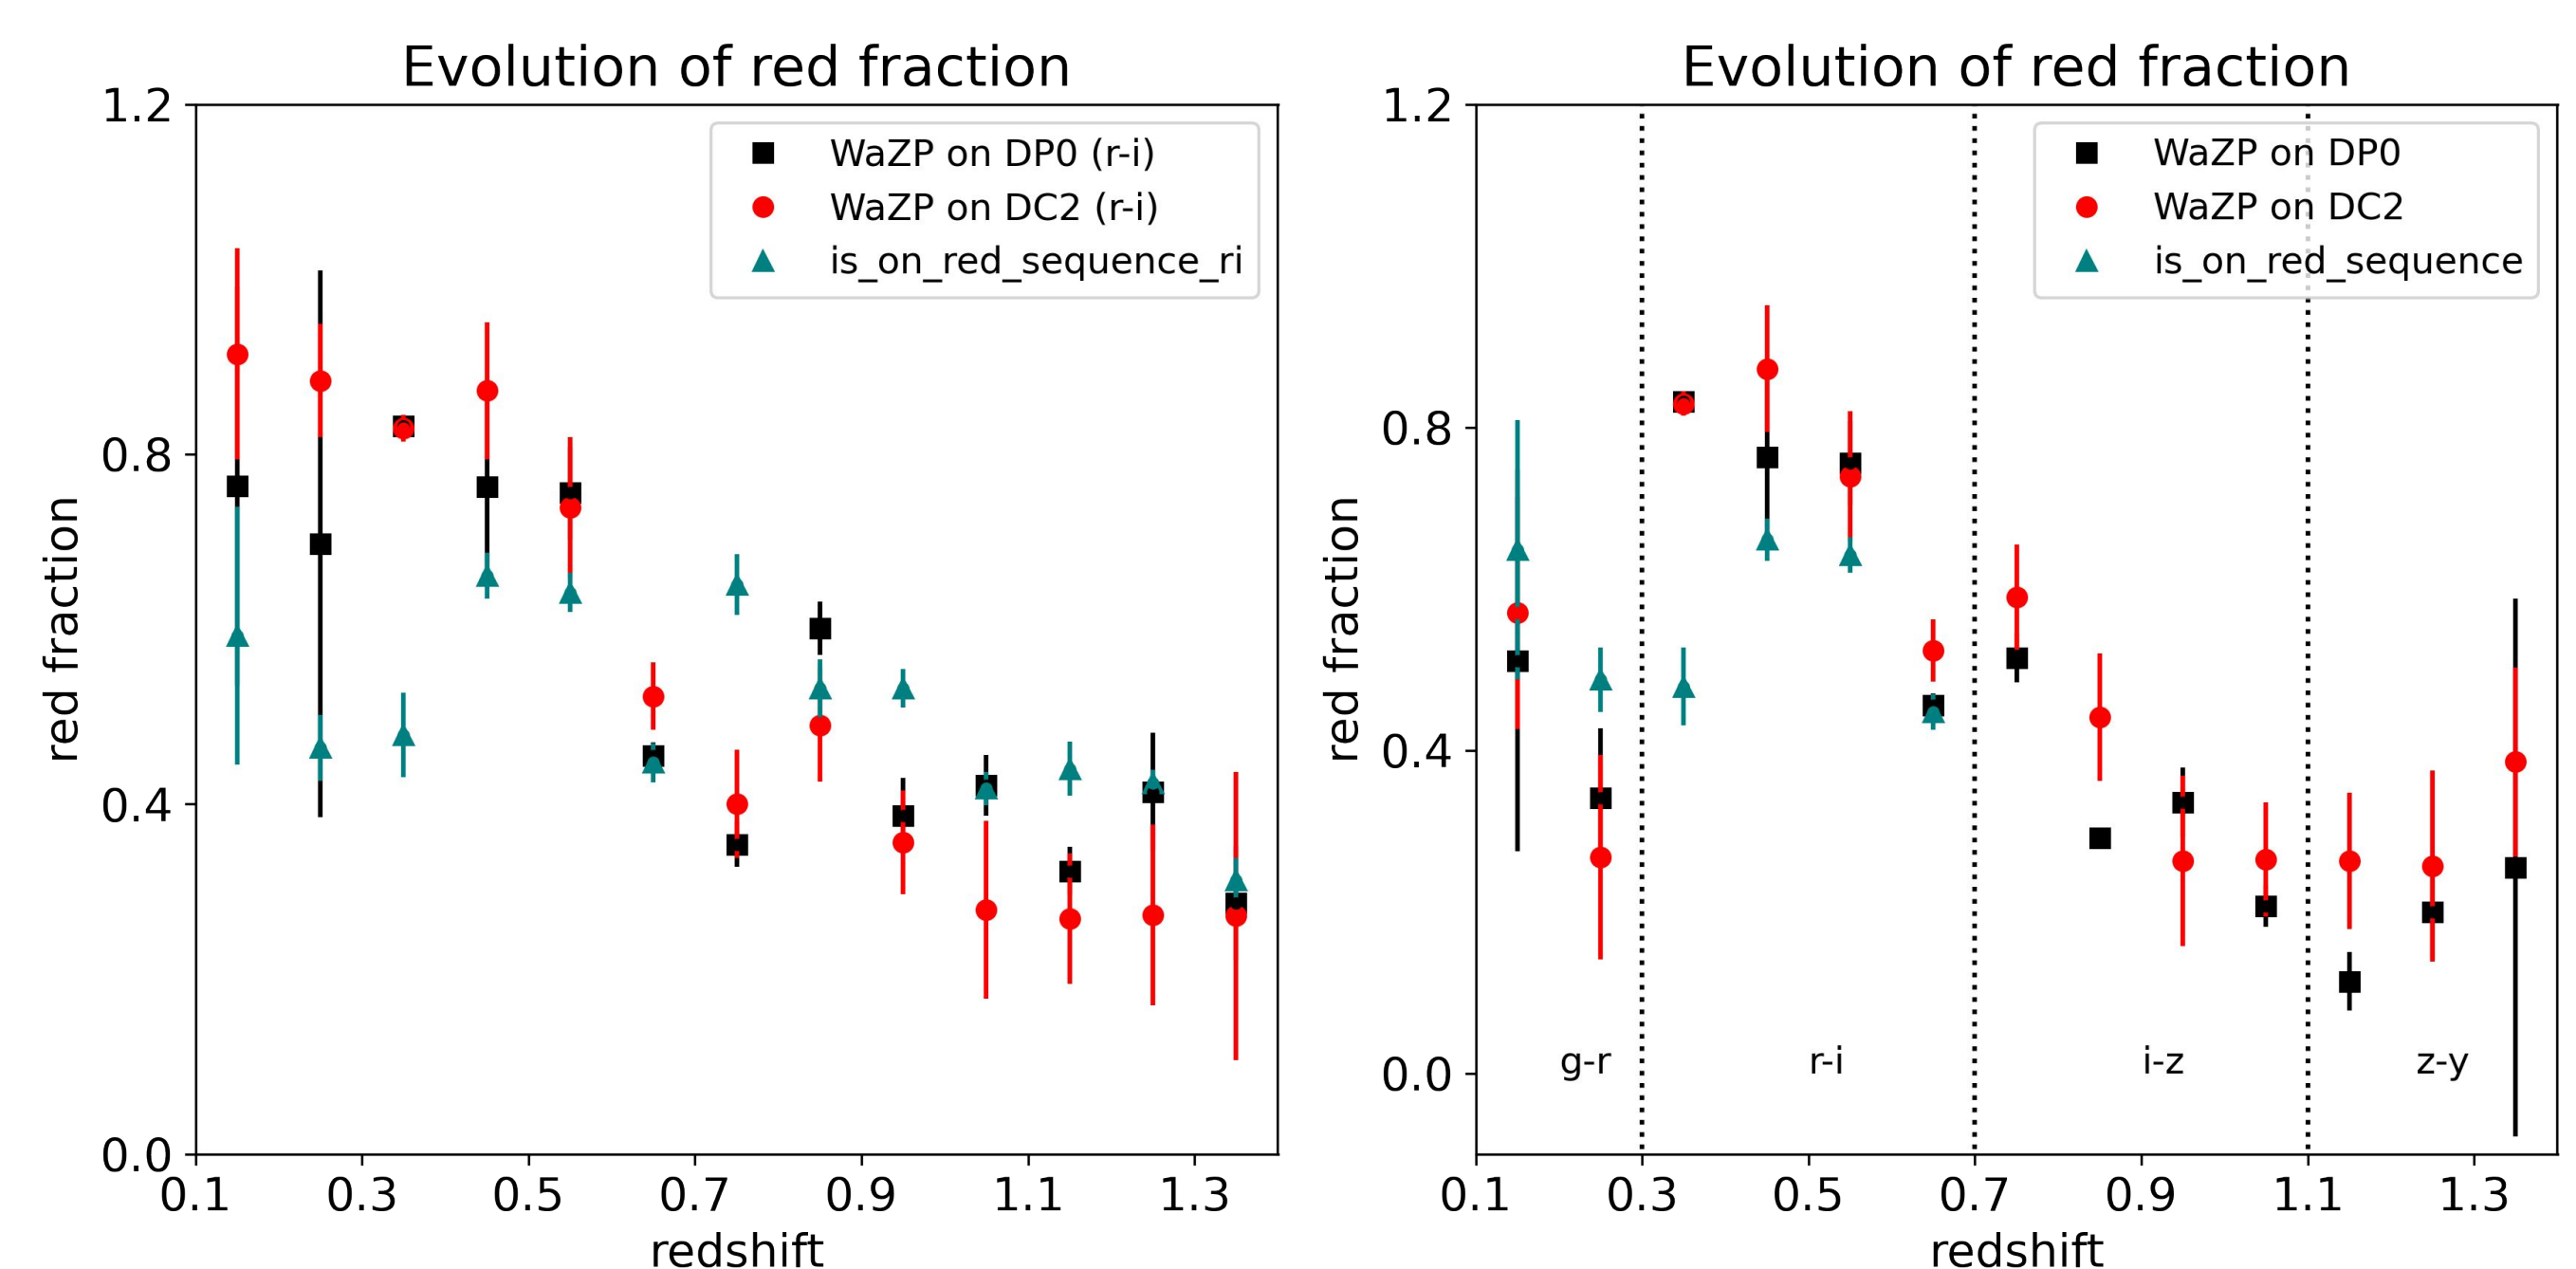 Evolution of red fraction
1.2
0.8
0.4
0.0
red fraction
WaZP on DP0 (r-i)
WaZP on DC2 (r-i)
is_on_red_sequence_ri
0.1 0.3 0.5 0.7 0.9 1.1 1.3
redshift
Evolution of red fraction
1.2
0.8
0.4
0.0
red fraction
WaZP on DP0
WaZP on DC2
is_on_red_sequence
g-r r-i i-z z-y
0.1 0.3 0.5 0.7 0.9 1.1 1.3
redshift